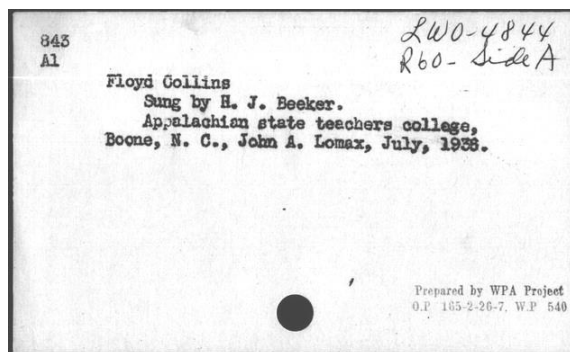 843
A1
LWO-4844
R60-Side A
Floyd Collins
Sung by H. J. Beeker.
Appalachian state teachers college,
Boone, N. C., John A. Lomax, July, 1936.
Prepared by WPA Project
O.P 165-2-26-7, W.P 540